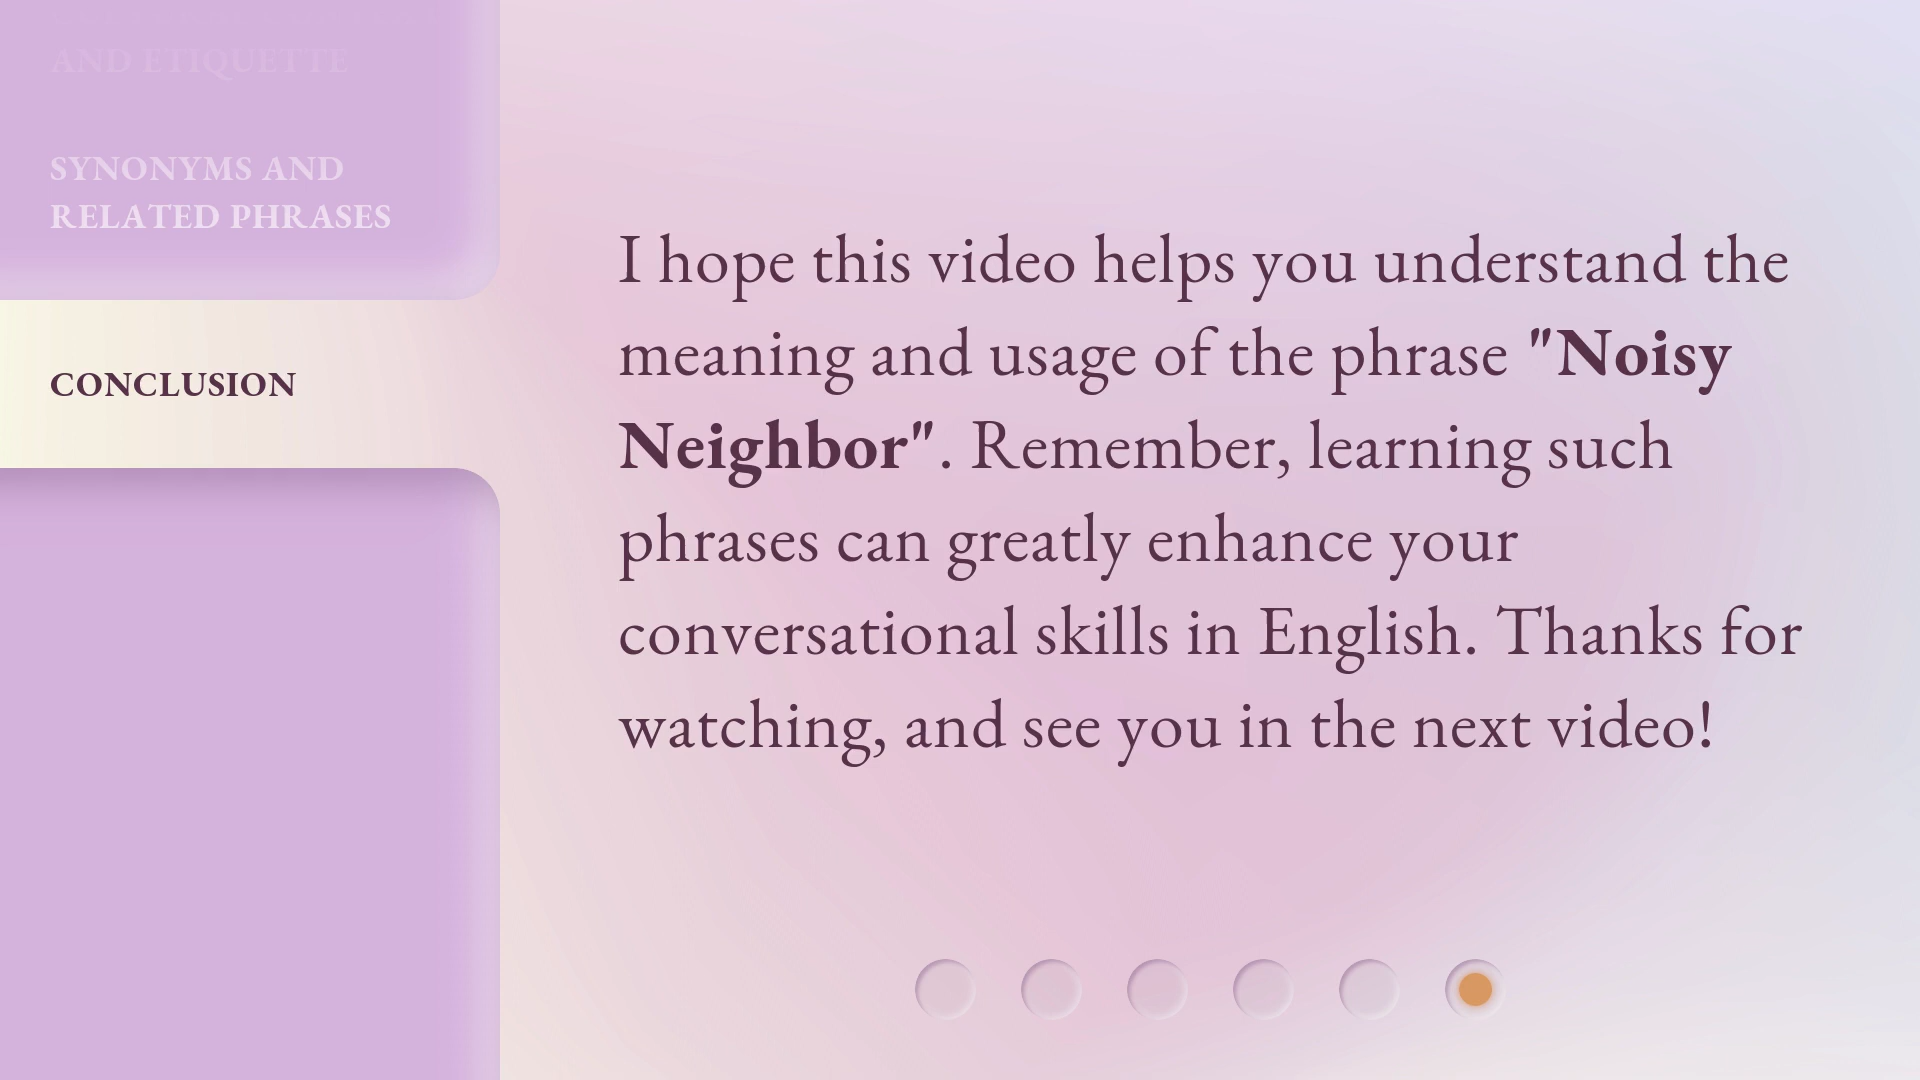 AND ETIQUETTE
SYNONYMS AND
RELATED PHRASES
CONCLUSION
I hope this video helps you understand the
meaning and usage of the phrase "Noisy
Neighbor". Remember, learning such
phrases can greatly enhance your
conversational skills in English. Thanks for
watching, and see you in the next video!